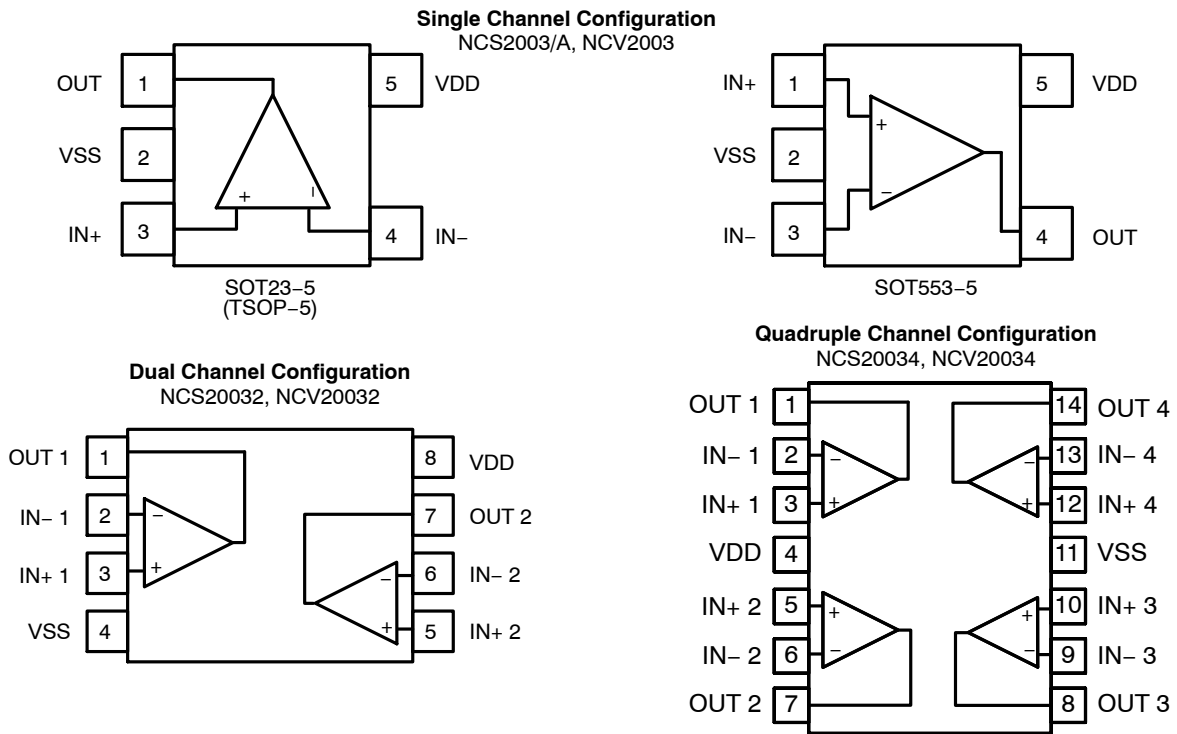 Single Channel Configuration
NCS2003/A, NCV2003
OUT 1
VSS 2
IN+ 3
5 VDD
4 IN−
+ −
SOT23−5
(TSOP−5)
IN+ 1
VSS 2
IN− 3
5 VDD
4 OUT
+
−
SOT553−5
Dual Channel Configuration
NCS20032, NCV20032
OUT 1 1
IN− 1 2
IN+ 1 3
VSS 4
−
+
8 VDD
7 OUT 2
6 IN− 2
5 IN+ 2
−
+
Quadruple Channel Configuration
NCS20034, NCV20034
OUT 1 1
IN− 1 2
IN+ 1 3
VDD 4
IN+ 2 5
IN− 2 6
OUT 2 7
−
+
+
−
14 OUT 4
13 IN− 4
12 IN+ 4
11 VSS
10 IN+ 3
9 IN− 3
8 OUT 3
−
+
+
−